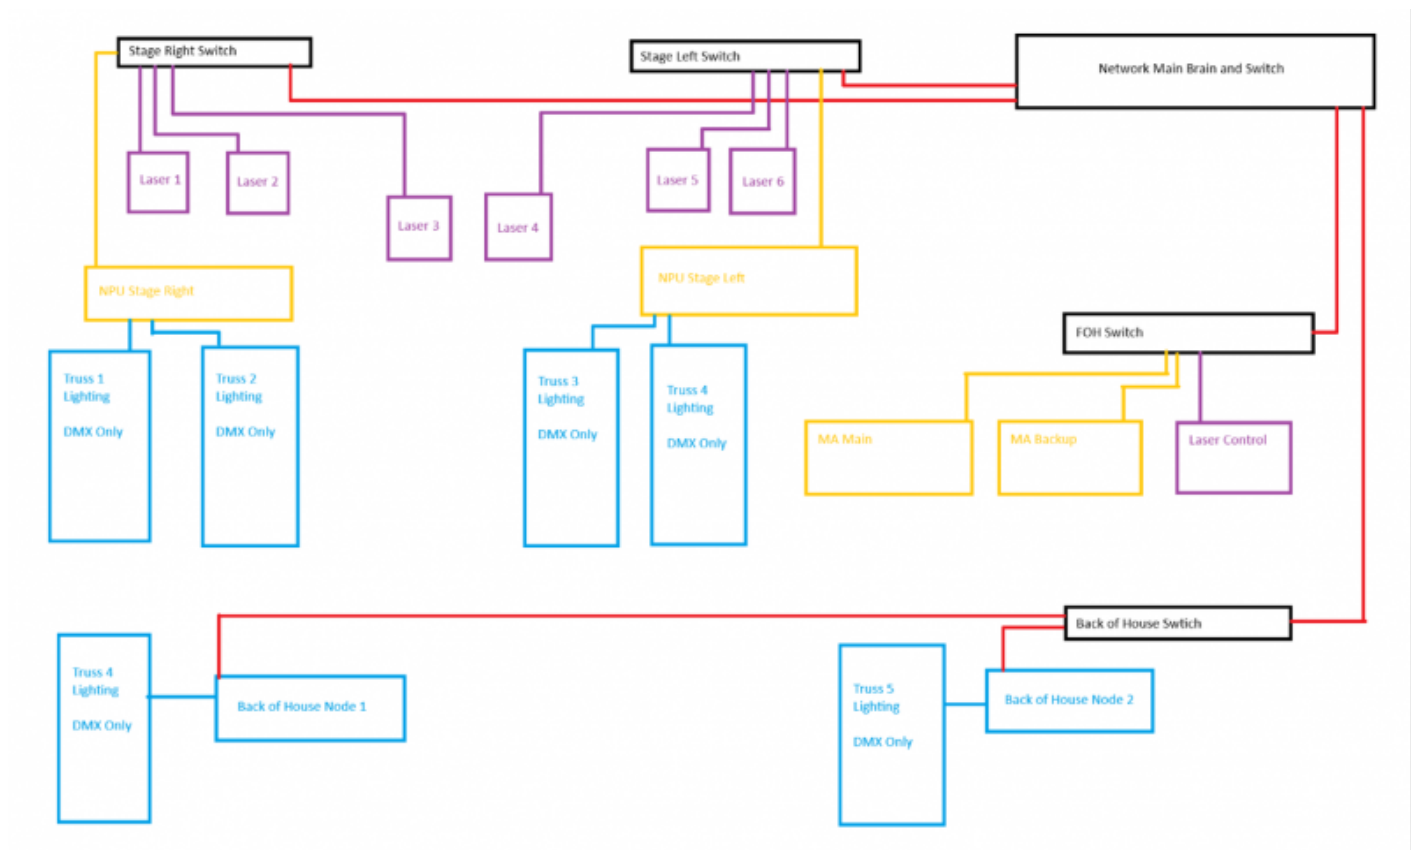 Stage Right Switch
Stage Left Switch
Network Main Brain and Switch
Laser 1
Laser 2
Laser 3
Laser 4
Laser 5
Laser 6
NPU Stage Right
NPU Stage Left
FOH Switch
Truss 1
Lighting
DMX Only
Truss 2
Lighting
DMX Only
Truss 3
Lighting
DMX Only
Truss 4
Lighting
DMX Only
MA Main
MA Backup
Laser Control
Back of House Swtich
Truss 4
Lighting
DMX Only
Back of House Node 1
Truss 5
Lighting
DMX Only
Back of House Node 2